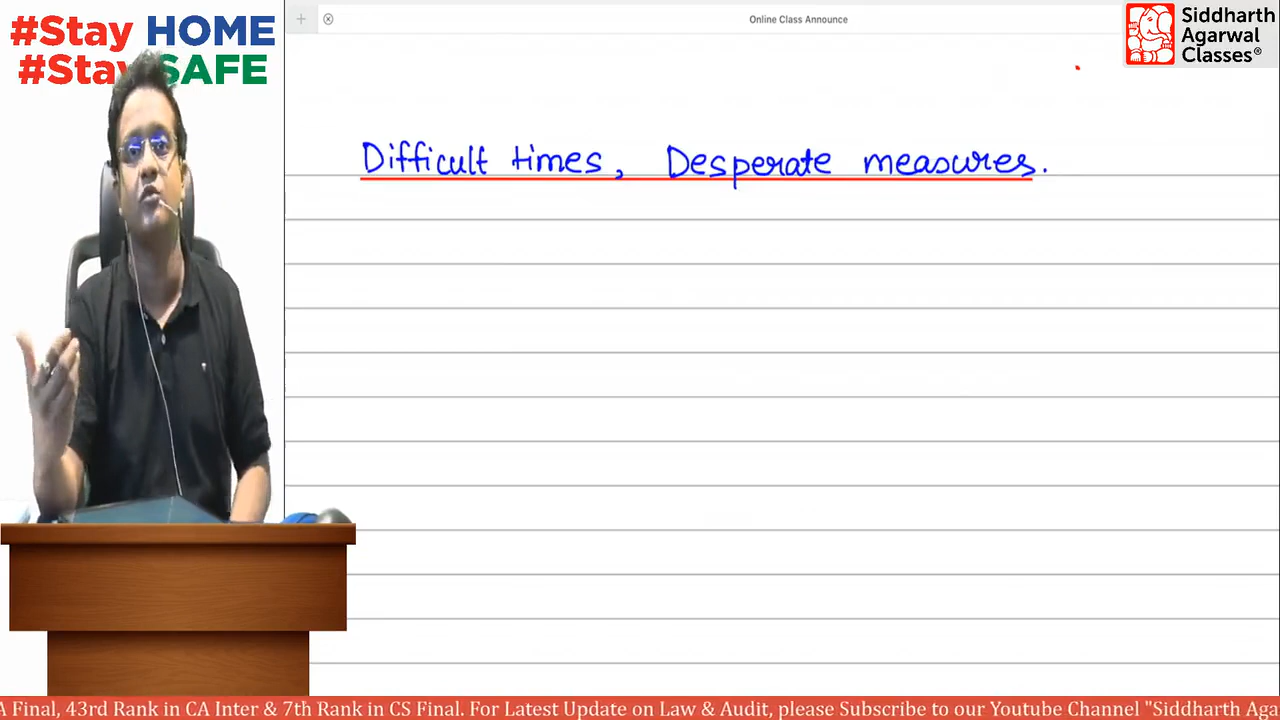 #Stay HOME
#Stay SAFE
Online Class Announce
Siddharth
Agarwal
Classes®
Difficult times, Desperate measures.
A Final, 43rd Rank in CA Inter & 7th Rank in CS Final. For Latest Update on Law & Audit, please Subscribe to our Youtube Channel "Siddharth Aga